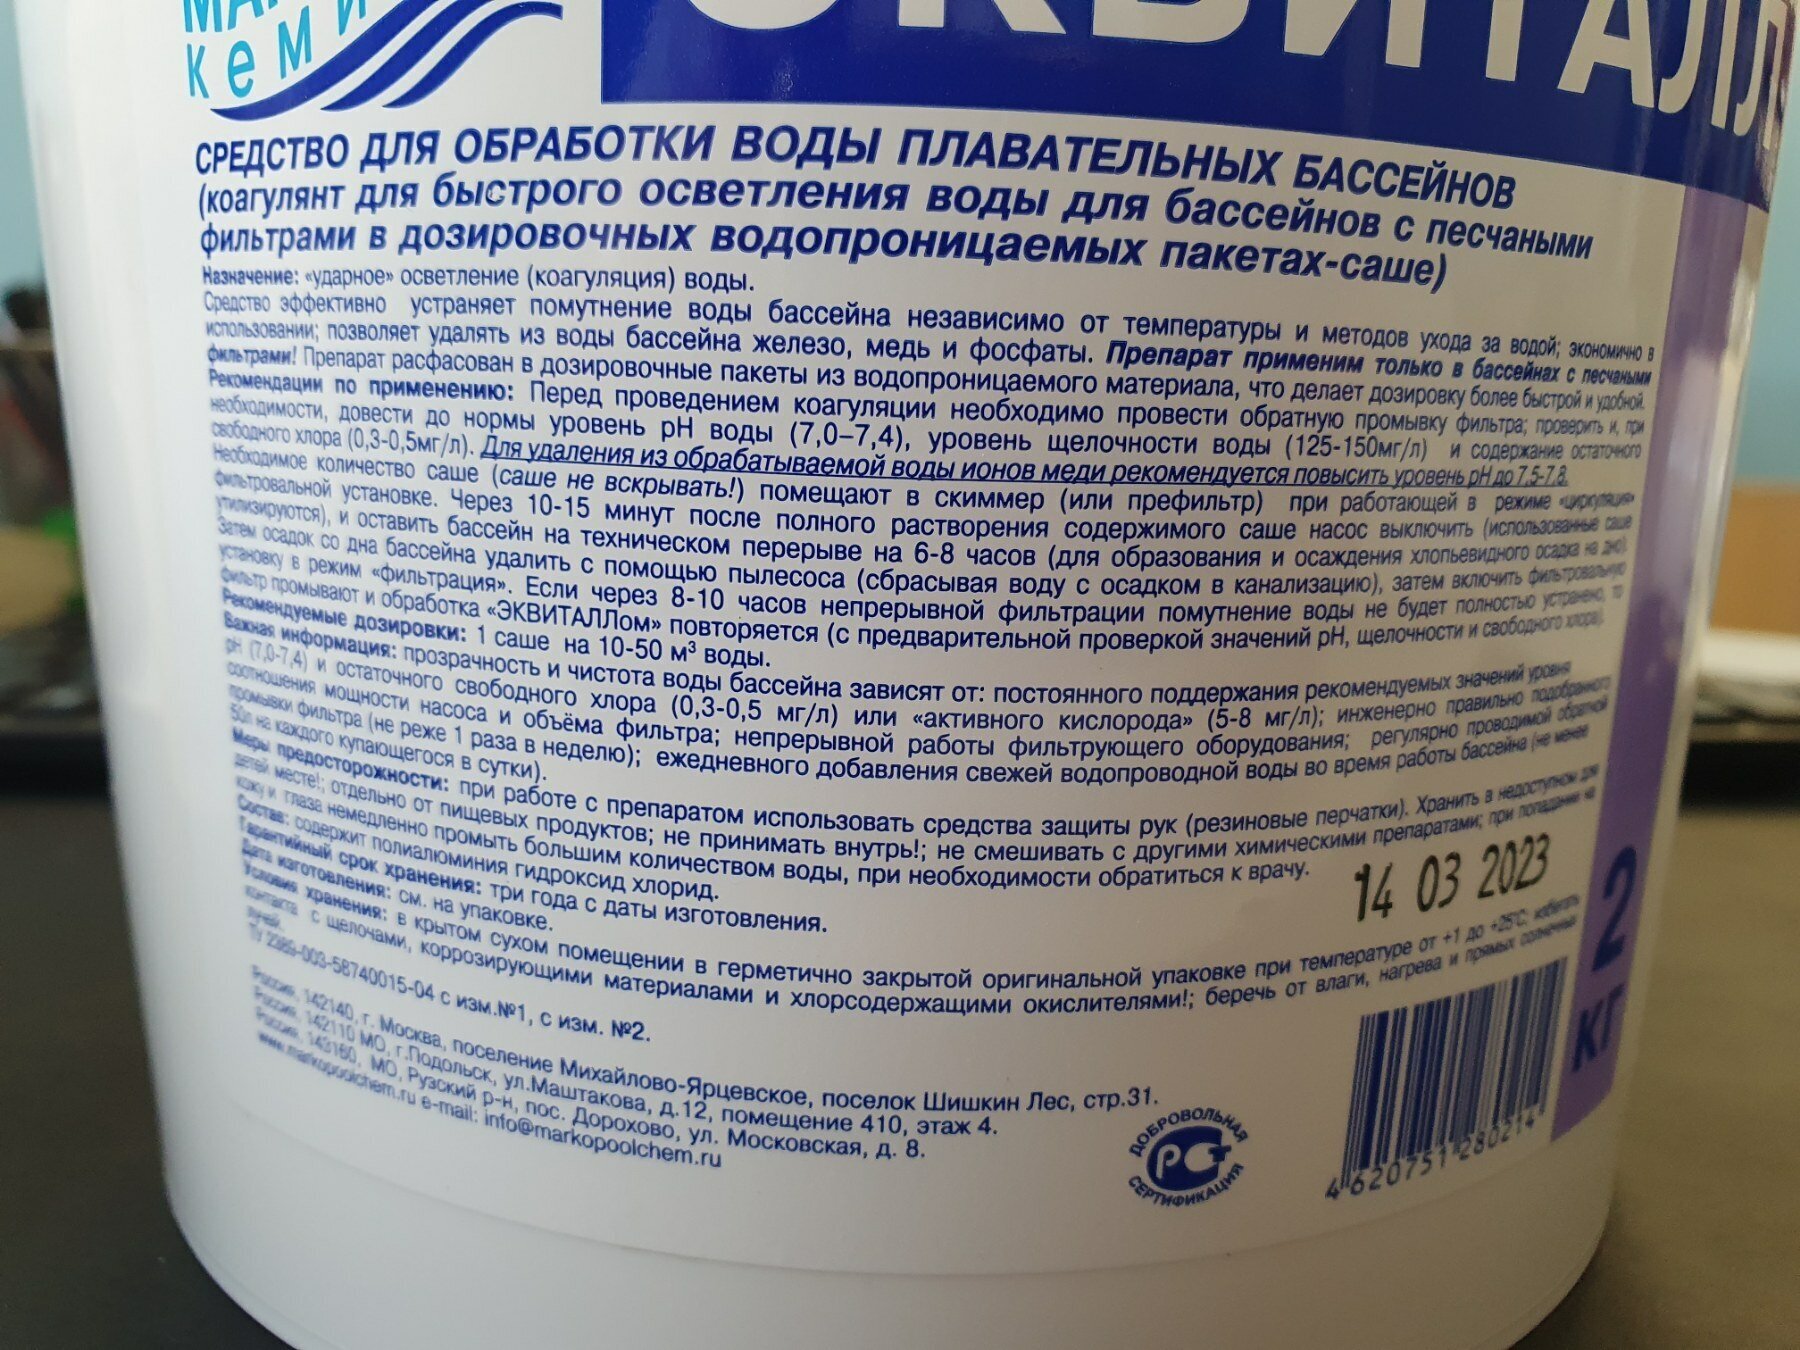 кеми
ЭКВИТАЛЛ
СРЕДСТВО ДЛЯ ОБРАБОТКИ ВОДЫ ПЛАВАТЕЛЬНЫХ БАССЕЙНОВ
(коагулянт для быстрого осветления воды для бассейнов с песчаными
фильтрами в дозировочных водопроницаемых пакетах-саше)
Назначение: «ударное» осветление (коагуляция) воды.
Средство эффективно устраняет помутнение воды бассейна независимо от температуры и методов ухода за водой; экономично в
использовании; позволяет удалять из воды бассейна железо, медь и фосфаты. Препарат применим только в бассейнах с песчаными
фильтрами! Препарат расфасован в дозировочные пакеты из водопроницаемого материала, что делает дозировку более быстрой и удобной.
Рекомендации по применению: Перед проведением коагуляции необходимо провести обратную промывку фильтра; проверить и, при
необходимости, довести до нормы уровень pH воды (7,0–7,4), уровень щелочности воды (125-150мг/л) и содержание остаточного
свободного хлора (0,3-0,5мг/л). Для удаления из обрабатываемой воды ионов меди рекомендуется повысить уровень pH до 7,5-7,8.
Необходимое количество саше (саше не вскрывать!) помещают в скиммер (или префильтр) при работающей в режиме «циркуляция»
фильтровальной установке. Через 10-15 минут после полного растворения содержимого саше насос выключить (использованные саше
утилизируются), и оставить бассейн на техническом перерыве на 6-8 часов (для образования и осаждения хлопьевидного осадка на дно).
Затем осадок со дна бассейна удалить с помощью пылесоса (сбрасывая воду с осадком в канализацию), затем включить фильтровальную
установку в режим «фильтрация». Если через 8-10 часов непрерывной фильтрации помутнение воды не будет полностью устранено, то
фильтр промывают и обработка «ЭКВИТАЛЛом» повторяется (с предварительной проверкой значений pH, щелочности и свободного хлора).
Рекомендуемые дозировки: 1 саше на 10-50 м³ воды.
Важная информация: прозрачность и чистота воды бассейна зависят от: постоянного поддержания рекомендуемых значений уровня
pH (7,0-7,4) и остаточного свободного хлора (0,3-0,5 мг/л) или «активного кислорода» (5-8 мг/л); инженерно правильно подобранного
соотношения мощности насоса и объёма фильтра; непрерывной работы фильтрующего оборудования; регулярно проводимой обратной
промывки фильтра (не реже 1 раза в неделю); ежедневного добавления свежей водопроводной воды во время работы бассейна (не менее
50л на каждого купающегося в сутки).
Меры предосторожности: при работе с препаратом использовать средства защиты рук (резиновые перчатки). Хранить в недоступном для
детей месте!; отдельно от пищевых продуктов; не принимать внутрь!; не смешивать с другими химическими препаратами; при попадании на
кожу и глаза немедленно промыть большим количеством воды, при необходимости обратиться к врачу.
Состав: содержит полиалюминия гидроксид хлорид.
Гарантийный срок хранения: три года с даты изготовления.
Дата изготовления: см. на упаковке.
14 03 2023
Условия хранения: в крытом сухом помещении в герметично закрытой оригинальной упаковке при температуре от +1 до +25°С; избегать
контакта с щелочами, коррозирующими материалами и хлорсодержащими окислителями!; беречь от влаги, нагрева и прямых солнечных
лучей.
ТУ 2389-003-58740015-04 с изм.№1, с изм. №2.
Россия, 142140, г. Москва, поселение Михайлово-Ярцевское, поселок Шишкин Лес, стр.31.
Россия, 142110 МО, г.Подольск, ул.Маштакова, д.12, помещение 410, этаж 4.
Россия, 143160, МО, Рузский р-н, пос. Дорохово, ул. Московская, д. 8.
www.markopoolchem.ru e-mail: info@markopoolchem.ru
ДОБРОВОЛЬНАЯ
СЕРТИФИКАЦИЯ
4620751280214
2
КГ